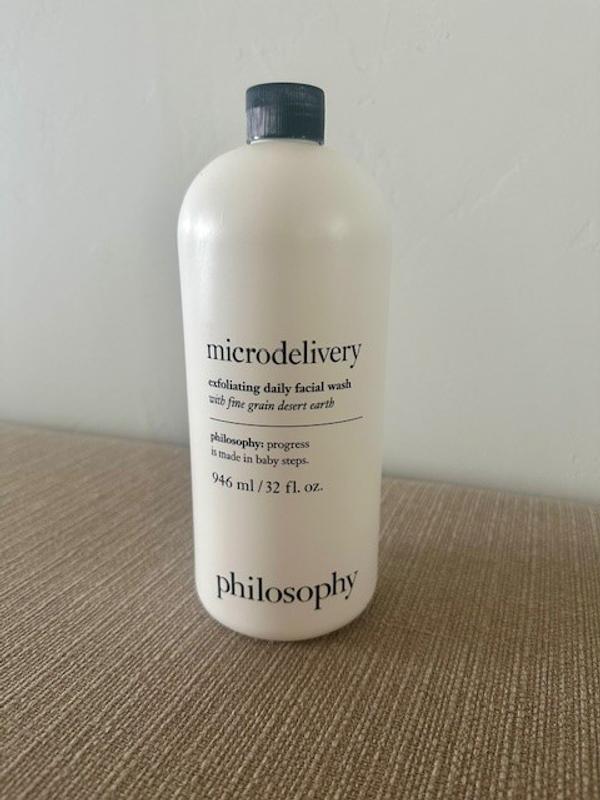 microdelivery
exfoliating daily facial wash
with fine grain desert earth
philosophy: progress
is made in baby steps.
946 ml / 32 fl. oz.
philosophy